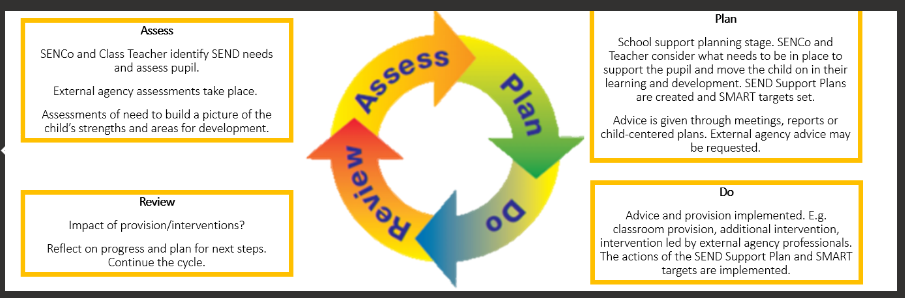 Assess
SENCo and Class Teacher identify SEND needs
and assess pupil.
External agency assessments take place.
Assessments of need to build a picture of the
child's strengths and areas for development.
Assess
Plan
Do
Review
Plan
School support planning stage. SENCo and
Teacher consider what needs to be in place to
support the pupil and move the child on in their
learning and development. SEND Support Plans
are created and SMART targets set.
Advice is given through meetings, reports or
child-centered plans. External agency advice may
be requested.
Review
Impact of provision/interventions?
Reflect on progress and plan for next steps.
Continue the cycle.
Do
Advice and provision implemented. E.g.
classroom provision, additional intervention,
intervention led by external agency professionals.
The actions of the SEND Support Plan and SMART
targets are implemented.